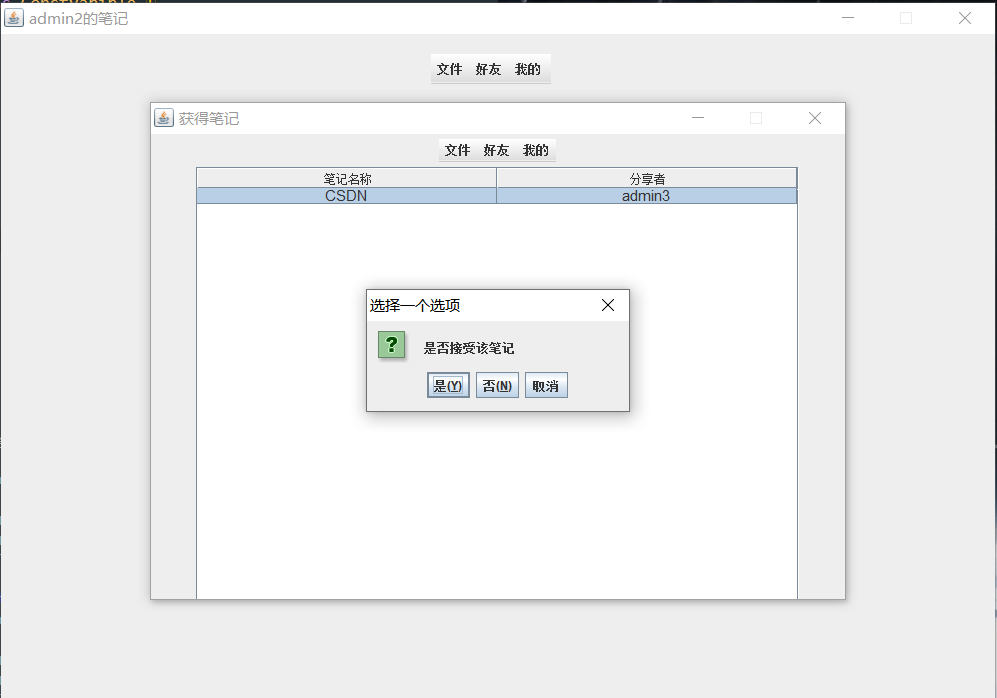 admin2的笔记
文件 好友 我的
获得笔记
文件 好友 我的
笔记名称 分享者
CSDN admin3
选择一个选项
?
是否接受该笔记
是(Y) 否(N) 取消